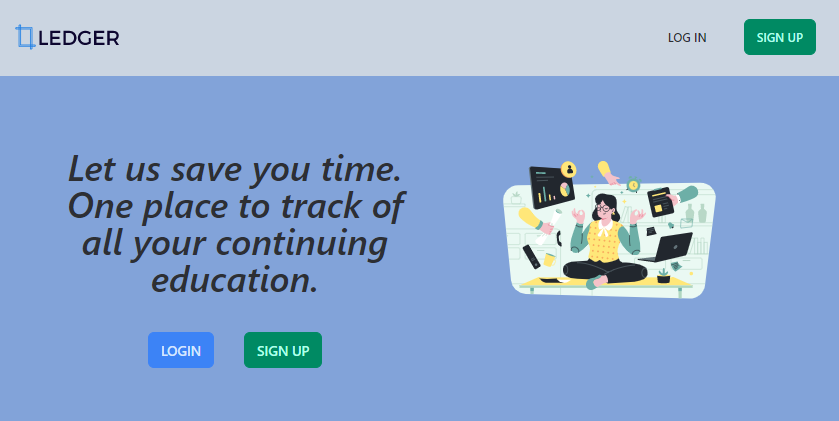 LEDGER
LOG IN
SIGN UP
Let us save you time.
One place to track of
all your continuing
education.
LOGIN
SIGN UP